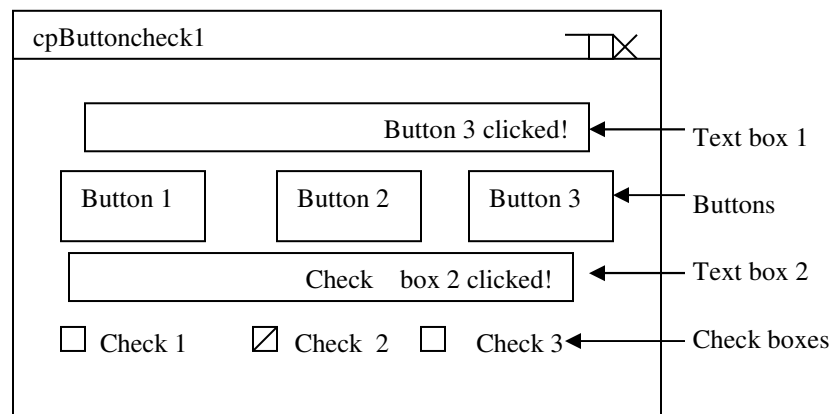 cpButtoncheck1
Button 3 clicked!
Text box 1
Button 1 Button 2 Button 3
Buttons
Check box 2 clicked!
Text box 2
Check 1 Check 2 Check 3
Check boxes